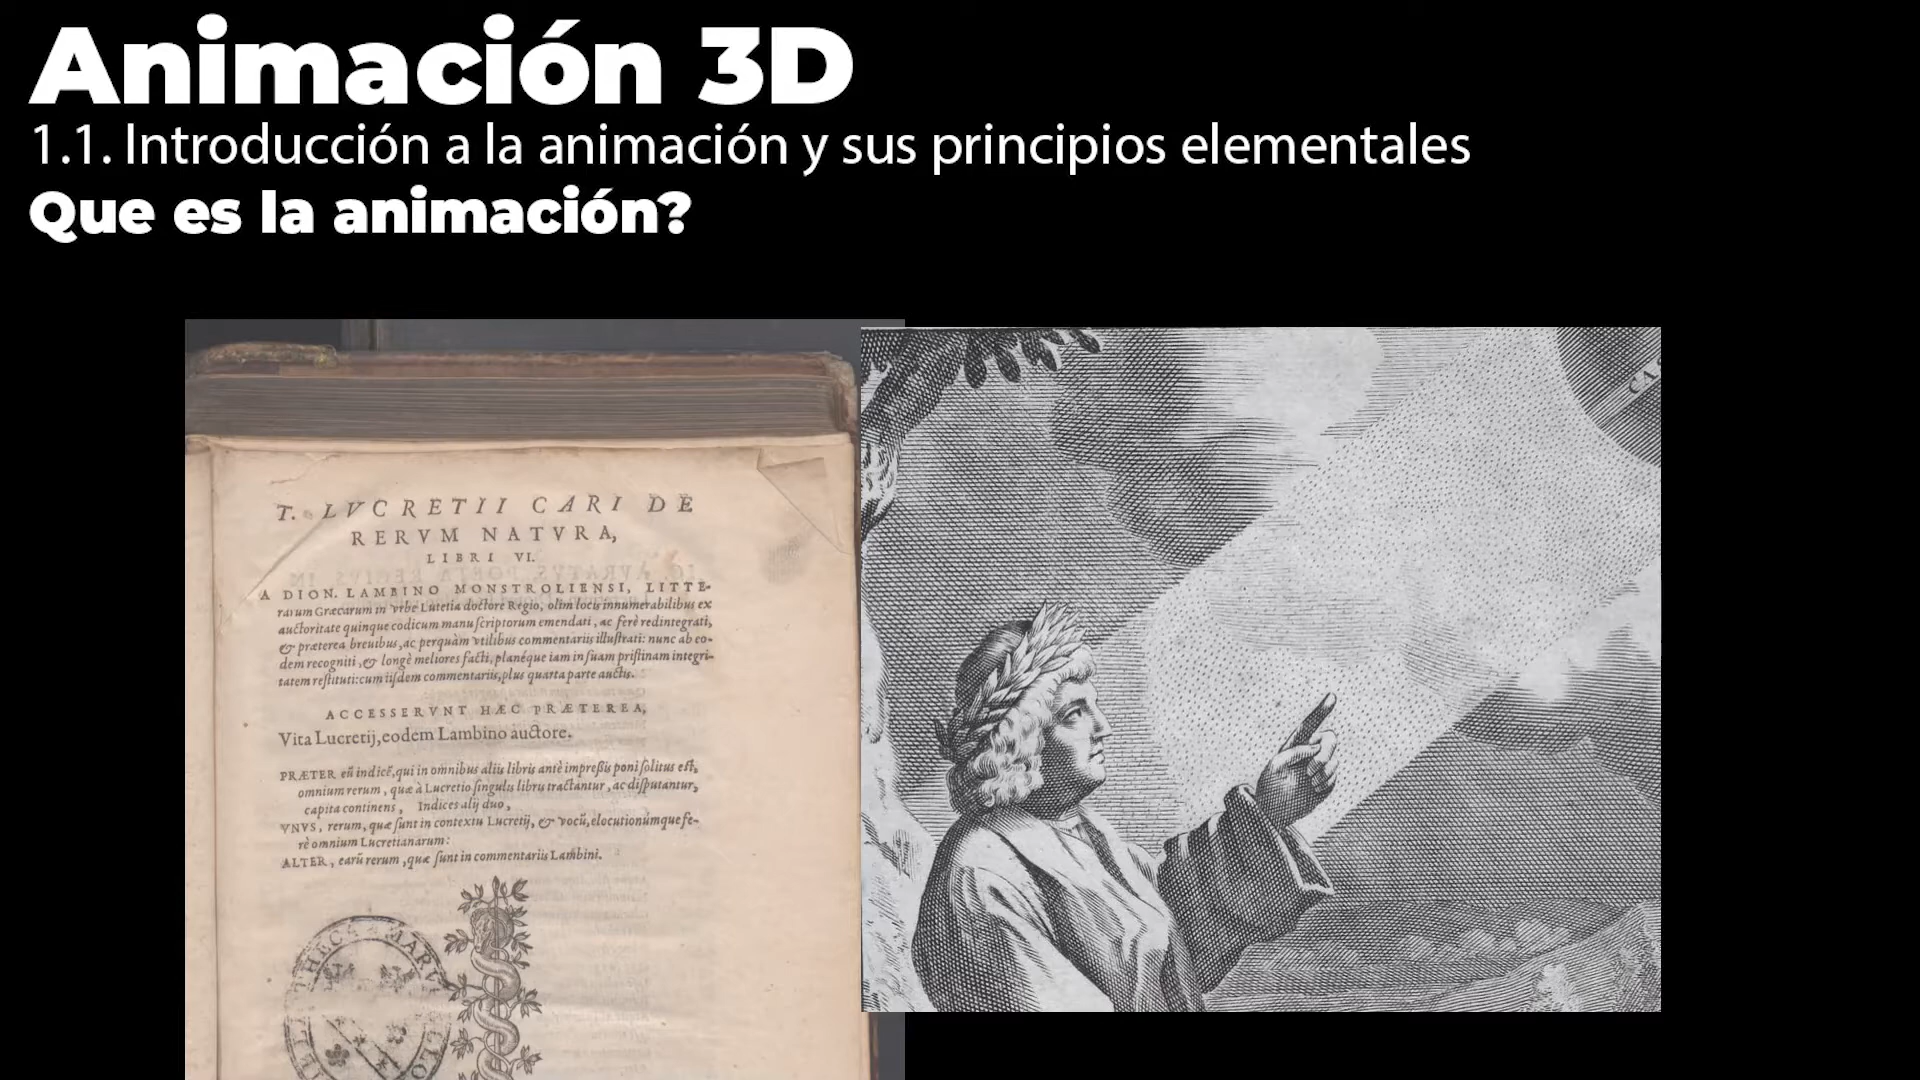 Animación 3D
1.1. Introducción a la animación y sus principios elementales
Que es la animación?
T. LVCRETII CARI DE
RERVM NATVRA,
LIBRI VI.
A DION. LAMBINO MONSTROLIENSI, LITTE-
rarum Græcarum in vrbe Lutetia doctore Regio, olim locis innumerabilibus ex
auctoritate quinque codicum manuscriptorum emendati, ac ferè redintegrati,
& præterea breuibus, ac perquàm vtilibus commentariis illustrati: nunc ab eo-
dem recogniti, & longè meliores facti, planéque iam in suam pristinam integri-
tatem restituti: cum iisdem commentariis, plus quarta parte auctis.
ACCESSERVNT HÆC PRÆTEREA,
Vita Lucretij, eodem Lambino auctore.
PRÆTER eū indicē, qui in omnibus aliis libris antè impreßis poni solitus est,
omnium rerum, quæ à Lucretio singulis libris tractantur, ac disputantur,
capita continens, Indices alij duo,
VNVS, rerum, quæ sunt in contextu Lucretij, & vocū, elocutionúmque fe-
rè omnium Lucretianarum:
ALTER, earū rerum, quæ sunt in commentariis Lambini.
CAS